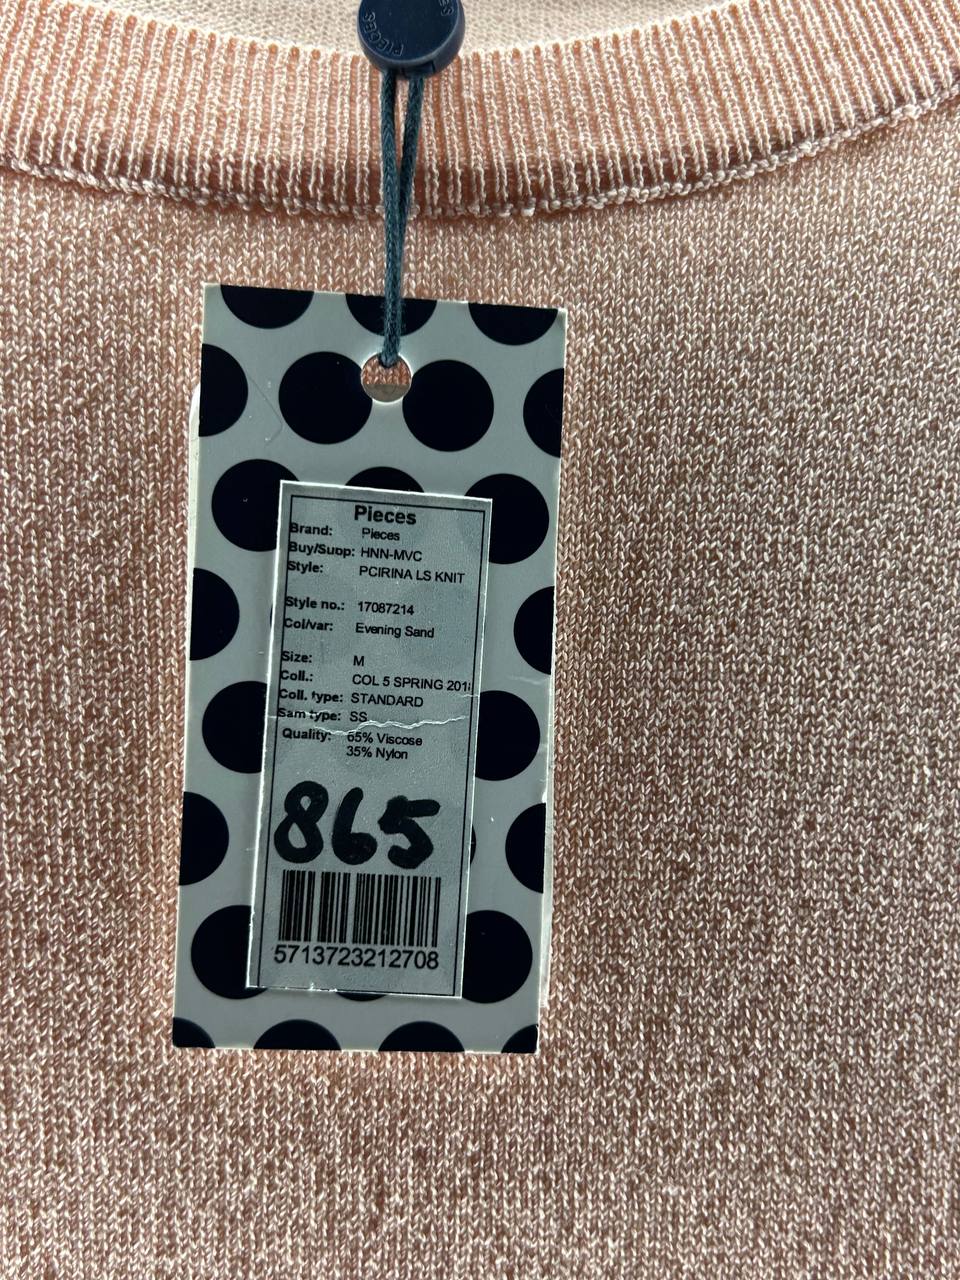 PIECES
Pieces
Brand: Pieces
Buy/Supp: HNN-MVC
Style: PCIRINA LS KNIT
Style no.: 17087214
Col/var: Evening Sand
Size: M
Coll.: COL 5 SPRING 201
Coll. type: STANDARD
Sam type: SS
Quality: 65% Viscose
35% Nylon
865
5713723212708